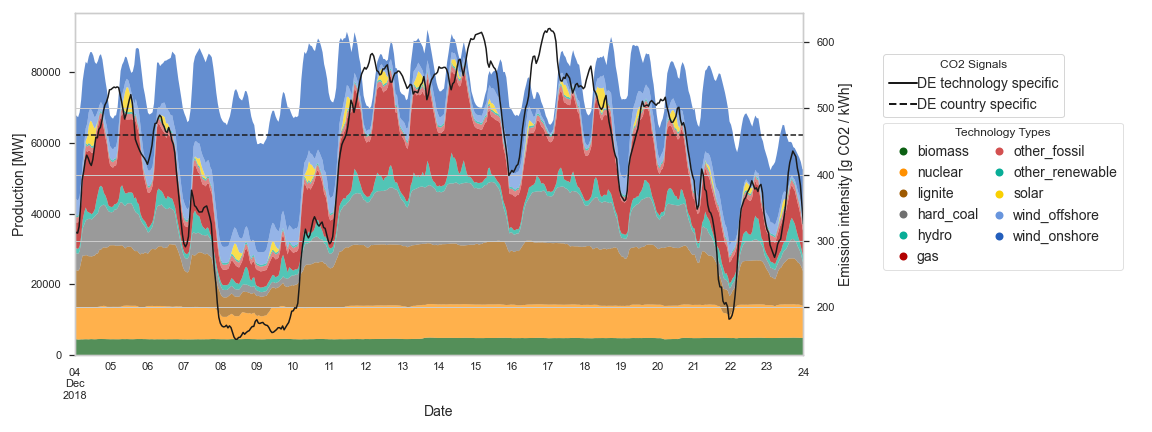 Production [MW]
80000
60000
40000
20000
0
04
Dec
2018
05
06
07
08
09
10
11
12
13
14
15
16
17
18
19
20
21
22
23
24
Date
600
500
400
300
200
Emission intensity [g CO2 / kWh]
CO2 Signals
DE technology specific
DE country specific
Technology Types
biomass
nuclear
lignite
hard_coal
hydro
gas
other_fossil
other_renewable
solar
wind_offshore
wind_onshore